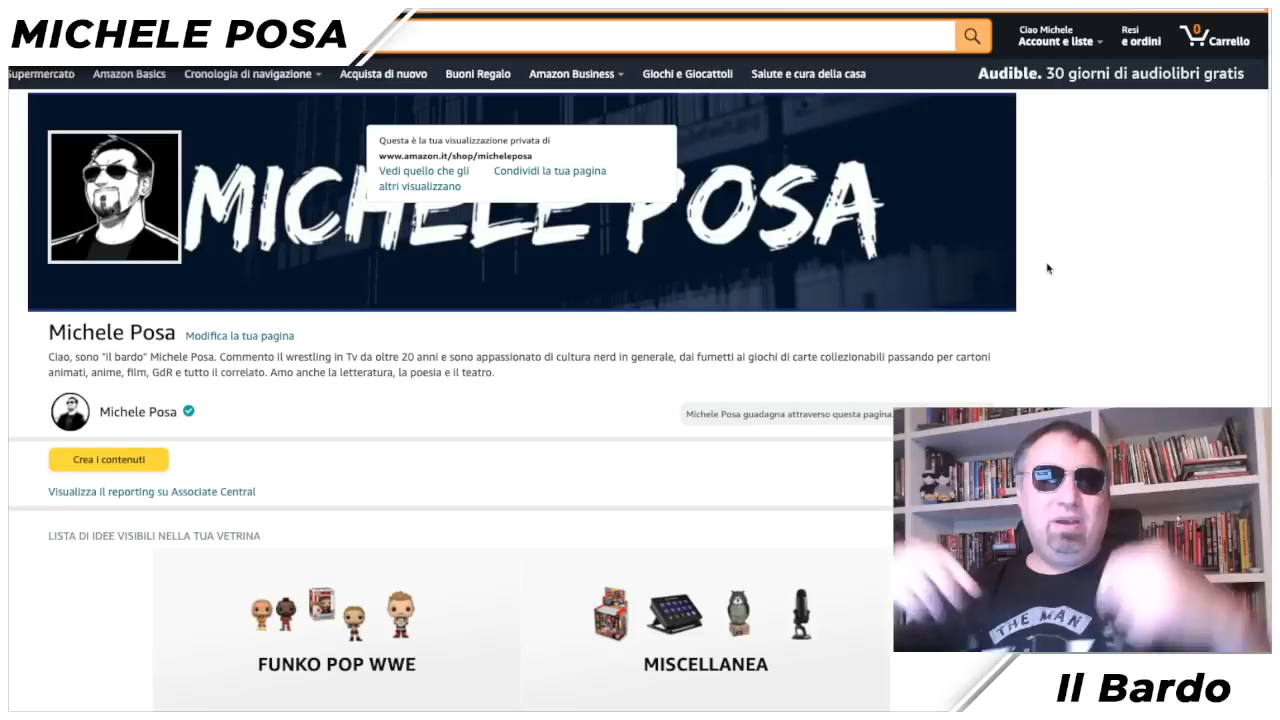 MICHELE POSA
Ciao Michele
Account e liste
Resi
e ordini
0
Carrello
Supermercato
Amazon Basics
Cronologia di navigazione
Acquista di nuovo
Buoni Regalo
Amazon Business
Giochi e Giocattoli
Salute e cura della casa
Audible. 30 giorni di audiolibri gratis
Questa è la tua visualizzazione privata di
www.amazon.it/shop/micheleposa
Vedi quello che gli
altri visualizzano
Condividi la tua pagina
MICHELE POSA
Michele Posa Modifica la tua pagina
Ciao, sono "il bardo" Michele Posa. Commento il wrestling in Tv da oltre 20 anni e sono appassionato di cultura nerd in generale, dai fumetti ai giochi di carte collezionabili passando per cartoni
animati, anime, film, GdR e tutto il correlato. Amo anche la letteratura, la poesia e il teatro.
Michele Posa
Michele Posa guadagna attraverso questa pagina.
Crea i contenuti
Visualizza il reporting su Associate Central
LISTA DI IDEE VISIBILI NELLA TUA VETRINA
FUNKO POP WWE
MISCELLANEA
THE MAN
Il Bardo